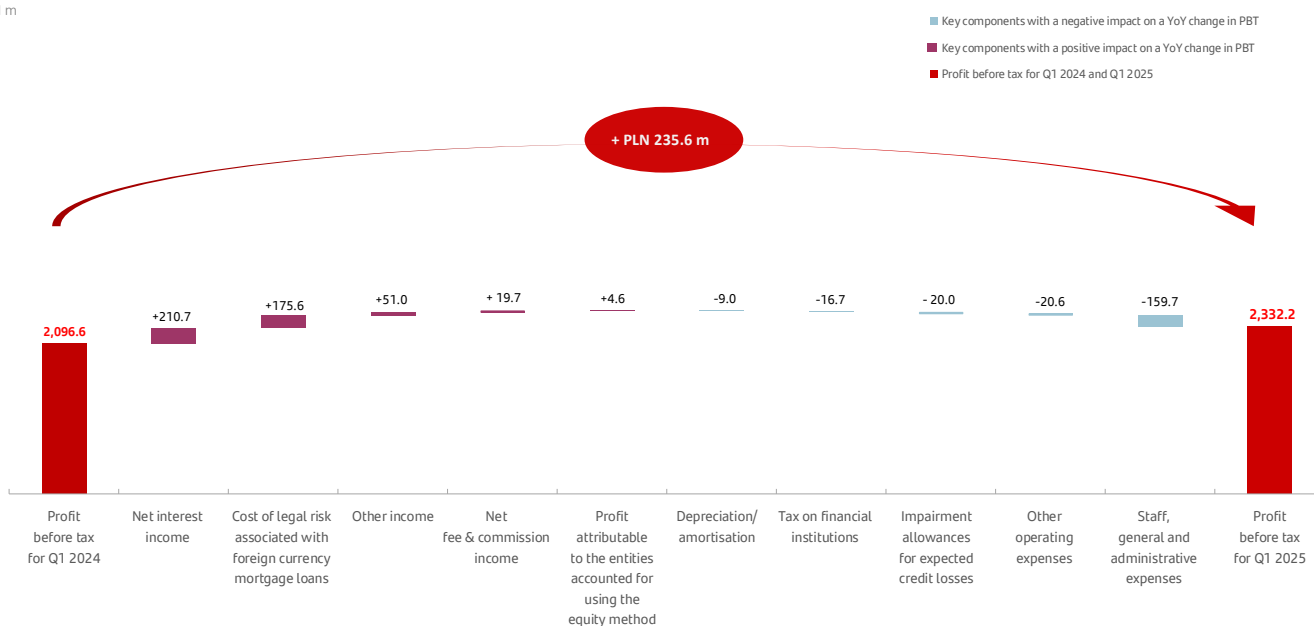 m
Key components with a negative impact on a YoY change in PBT
Key components with a positive impact on a YoY change in PBT
Profit before tax for Q1 2024 and Q1 2025
+ PLN 235.6 m
2,096.6
+210.7
+175.6
+51.0
+ 19.7
+4.6
-9.0
-16.7
- 20.0
-20.6
-159.7
2,332.2
Profit
before tax
for Q1 2024
Net interest
income
Cost of legal risk
associated with
foreign currency
mortgage loans
Other income
Net
fee & commission
income
Profit
attributable
to the entities
accounted for
using the
equity method
Depreciation/
amortisation
Tax on financial
institutions
Impairment
allowances
for expected
credit losses
Other
operating
expenses
Staff,
general and
administrative
expenses
Profit
before tax
for Q1 2025